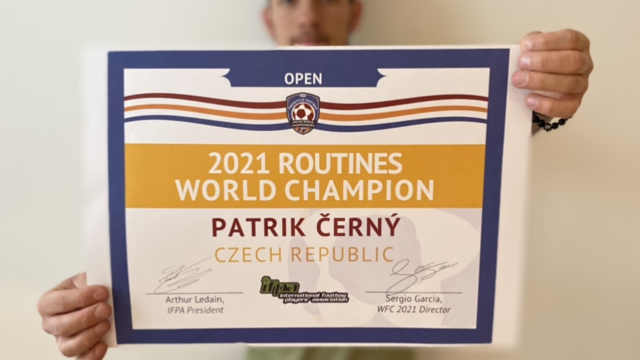 OPEN
2021 ROUTINES
WORLD CHAMPION
PATRIK ČERNÝ
CZECH REPUBLIC
ifpa
international footbag
players' association
Arthur Ledain,
IFPA President
Sergio Garcia,
WFC 2021 Director